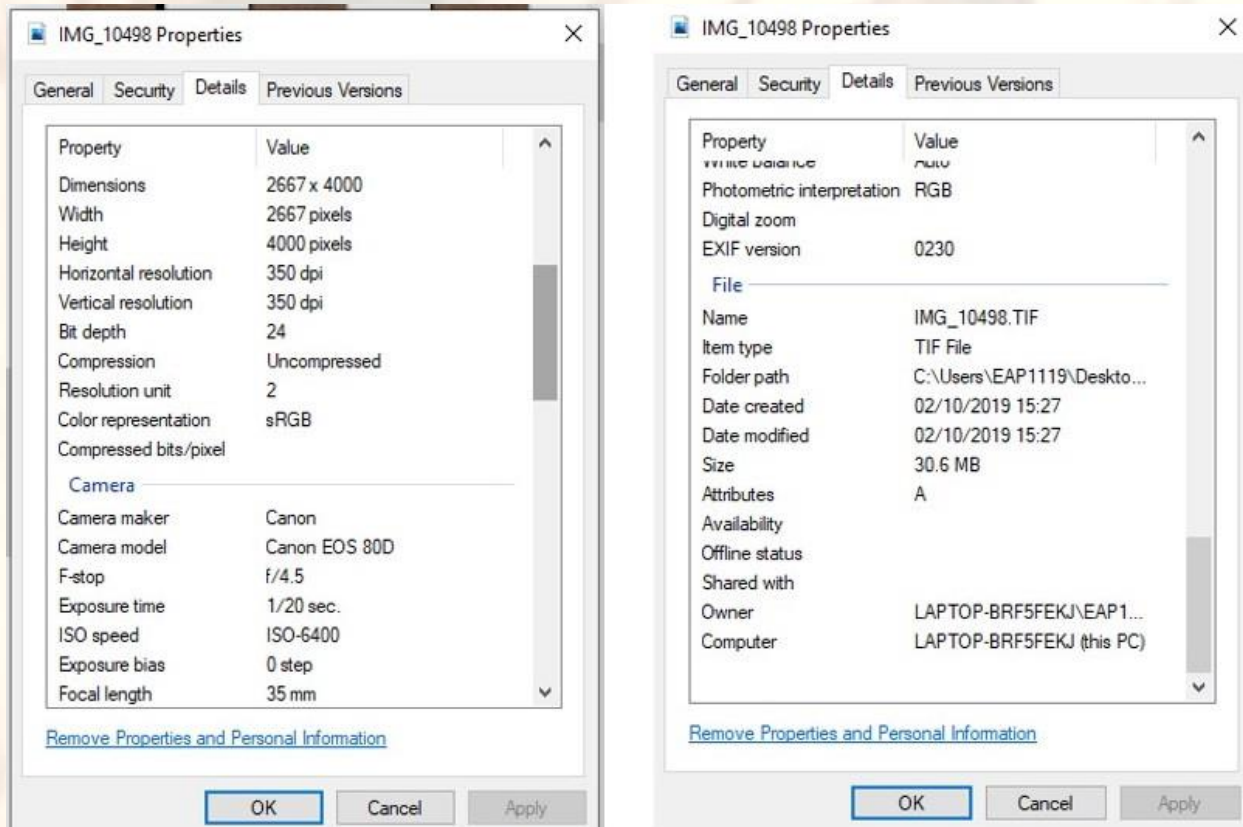 IMG_10498 Properties
General Security Details Previous Versions
Property Value
Dimensions 2667 x 4000
Width 2667 pixels
Height 4000 pixels
Horizontal resolution 350 dpi
Vertical resolution 350 dpi
Bit depth 24
Compression Uncompressed
Resolution unit 2
Color representation sRGB
Compressed bits/pixel
Camera
Camera maker Canon
Camera model Canon EOS 80D
F-stop f/4.5
Exposure time 1/20 sec.
ISO speed ISO-6400
Exposure bias 0 step
Focal length 35 mm
Remove Properties and Personal Information
OK Cancel Apply
IMG_10498 Properties
General Security Details Previous Versions
Property Value
White balance Auto
Photometric interpretation RGB
Digital zoom
EXIF version 0230
File
Name IMG_10498.TIF
Item type TIF File
Folder path C:\Users\EAP1119\Deskto...
Date created 02/10/2019 15:27
Date modified 02/10/2019 15:27
Size 30.6 MB
Attributes A
Availability
Offline status
Shared with
Owner LAPTOP-BRF5FEKJ\EAP1...
Computer LAPTOP-BRF5FEKJ (this PC)
Remove Properties and Personal Information
OK Cancel Apply